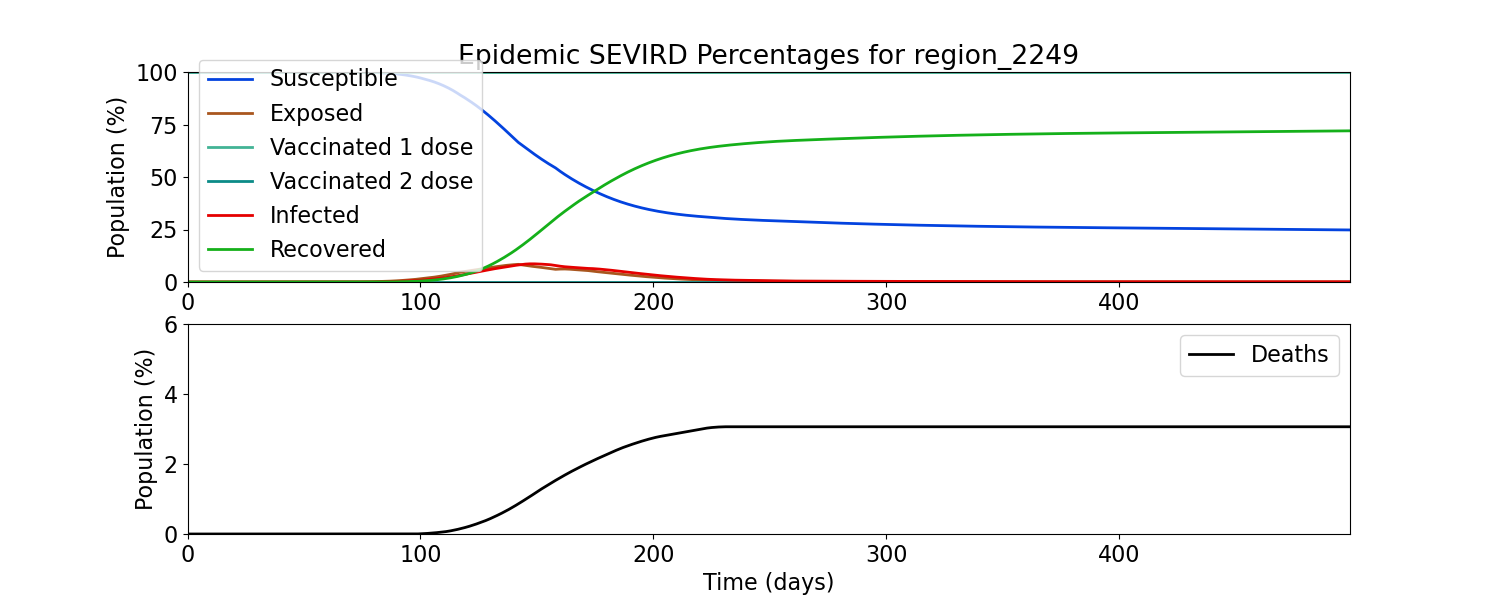 Epidemic SEVIRD Percentages for region_2249
Population (%)
100
75
50
25
0
Susceptible
Exposed
Vaccinated 1 dose
Vaccinated 2 dose
Infected
Recovered
0 100 200 300 400
Population (%)
6
4
2
0
Deaths
0 100 200 300 400
Time (days)